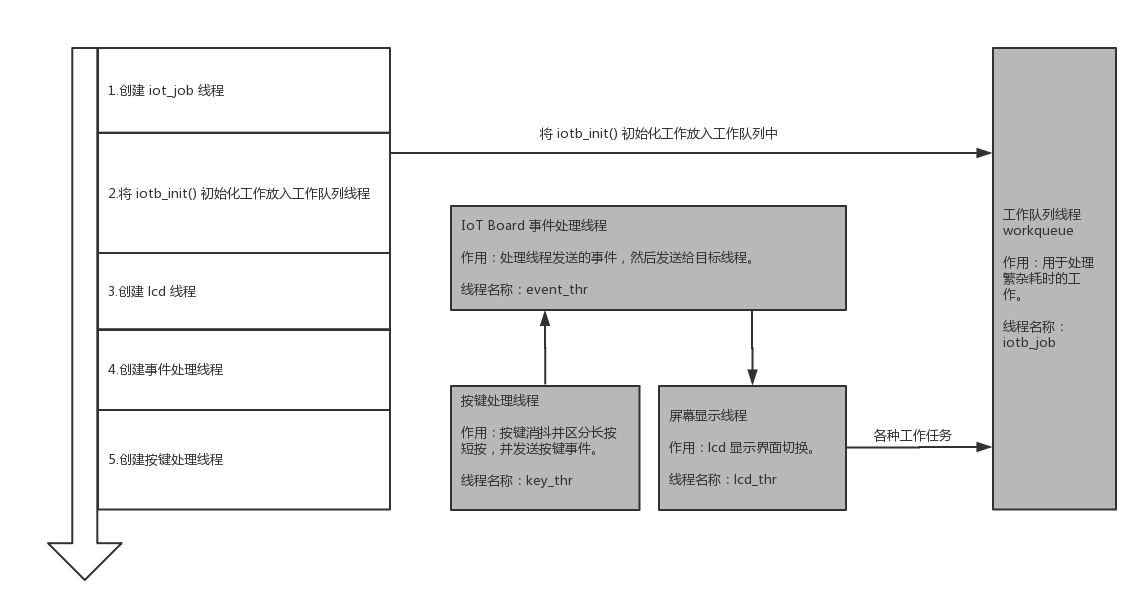 1.创建 iot_job 线程
将 iotb_init() 初始化工作放入工作队列中
2.将 iotb_init() 初始化工作放入工作队列线程
3.创建 lcd 线程
4.创建事件处理线程
5.创建按键处理线程
IoT Board 事件处理线程
作用：处理线程发送的事件，然后发送给目标线程。
线程名称：event_thr
按键处理线程
作用：按键消抖并区分长按
短按，并发送按键事件。
线程名称：key_thr
屏幕显示线程
作用：lcd 显示界面切换。
线程名称：lcd_thr
各种工作任务
工作队列线程
workqueue
作用：用于处理
繁杂耗时的工
作。
线程名称：
iotb_job